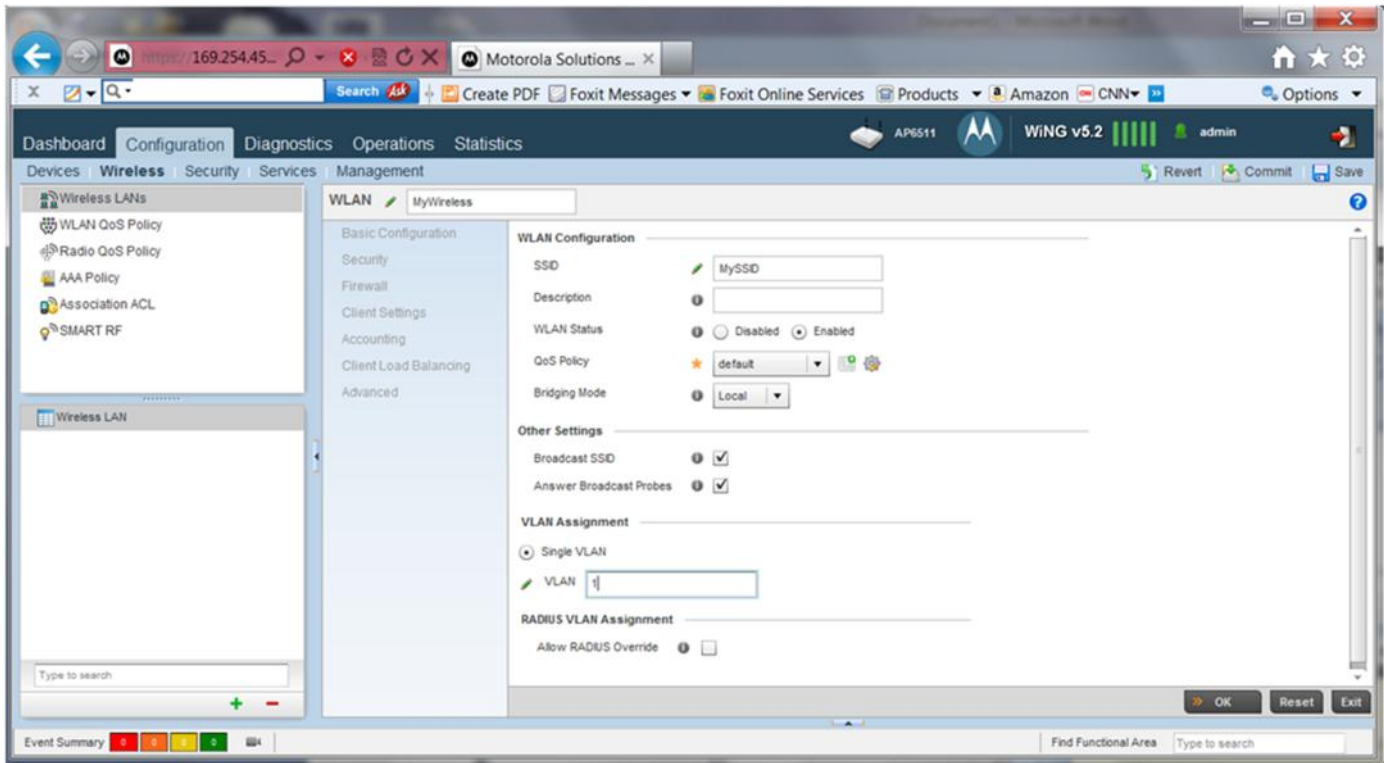 169.254.45...
Motorola Solutions ...
Search Ask
Create PDF
Foxit Messages
Foxit Online Services
Products
Amazon
CNN
Options
Dashboard Configuration Diagnostics Operations Statistics
AP6511
WiNG v5.2
admin
Devices Wireless Security Services Management
Revert Commit Save
Wireless LANs
WLAN QoS Policy
Radio QoS Policy
AAA Policy
Association ACL
SMART RF
Wireless LAN
Type to search
WLAN MyWireless
Basic Configuration
Security
Firewall
Client Settings
Accounting
Client Load Balancing
Advanced
WLAN Configuration
SSID MySSID
Description
WLAN Status Disabled Enabled
QoS Policy default
Bridging Mode Local
Other Settings
Broadcast SSID
Answer Broadcast Probes
VLAN Assignment
Single VLAN
VLAN 1
RADIUS VLAN Assignment
Allow RADIUS Override
OK Reset Exit
Event Summary 0 0 0 0
Find Functional Area Type to search